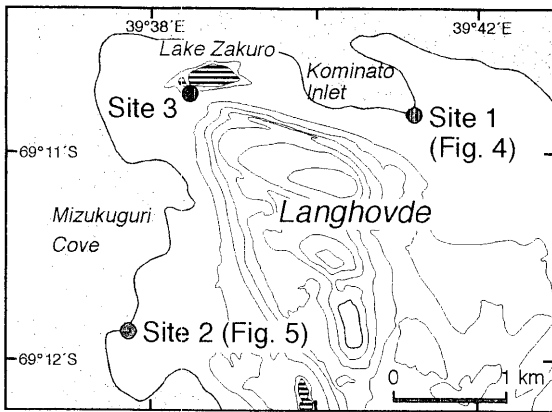 39°38´E
39°42´E
Lake Zakuro
Kominato
Inlet
Site 3
Site 1
(Fig. 4)
69°11´S
Langhovde
Mizukuguri
Cove
Site 2 (Fig. 5)
69°12´S
0 1 km